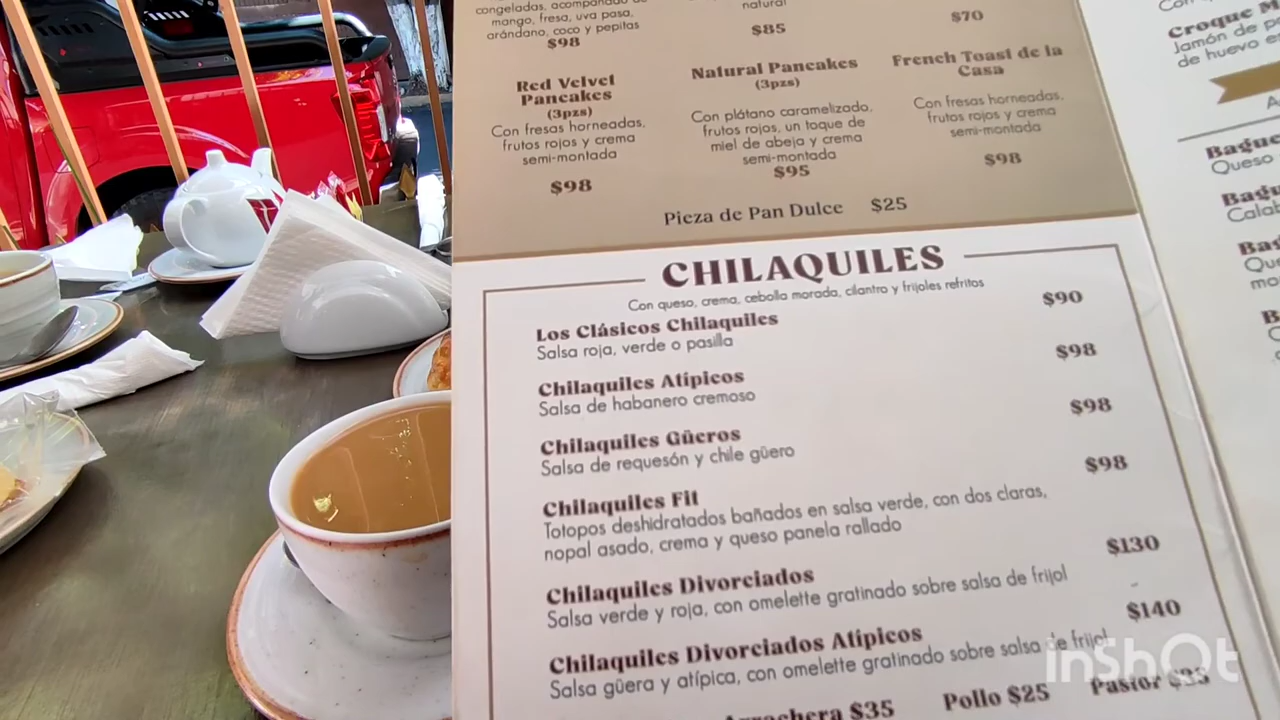 congeladas, acompañado de
mango, fresa, uva pasa,
arándano, coco y pepitas
$98
natural
$85
$70
Red Velvet
Pancakes
(3pzs)
Con fresas horneadas,
frutos rojos y crema
semi-montada
$98
Natural Pancakes
(3pzs)
Con plátano caramelizado,
frutos rojos, un toque de
miel de abeja y crema
semi-montada
$95
French Toast de la
Casa
Con fresas horneadas,
frutos rojos y crema
semi-montada
$98
Pieza de Pan Dulce $25
CHILAQUILES
Con queso, crema, cebolla morada, cilantro y frijoles refritos
Los Clásicos Chilaquiles $90
Salsa roja, verde o pasilla
Chilaquiles Atípicos $98
Salsa de habanero cremoso
Chilaquiles Güeros $98
Salsa de requesón y chile güero
Chilaquiles Fit $98
Totopos deshidratados bañados en salsa verde, con dos claras,
nopal asado, crema y queso panela rallado
Chilaquiles Divorciados $130
Salsa verde y roja, con omelette gratinado sobre salsa de frijol
Chilaquiles Divorciados Atípicos $140
Salsa güera y atípica, con omelette gratinado sobre salsa de frijol
Arrachera $35 Pollo $25 Pastor
Croque
Jamón de
de huevo
Queso
InShOt